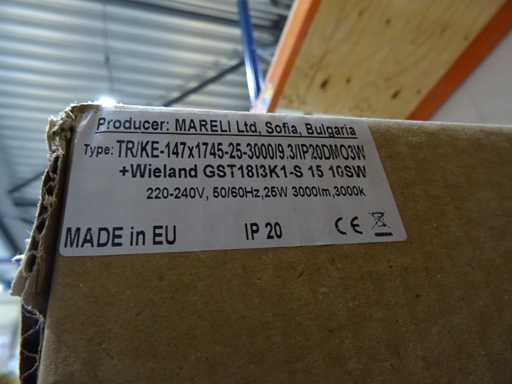 Producer: MARELI Ltd, Sofia, Bulgaria
Type: TR/KE-147x1745-25-3000/9.3/IP20DMO3W
+Wieland GST18I3K1-S 15 10SW
220-240V, 50/60Hz,25W 3000lm,3000k
MADE in EU IP 20 CE